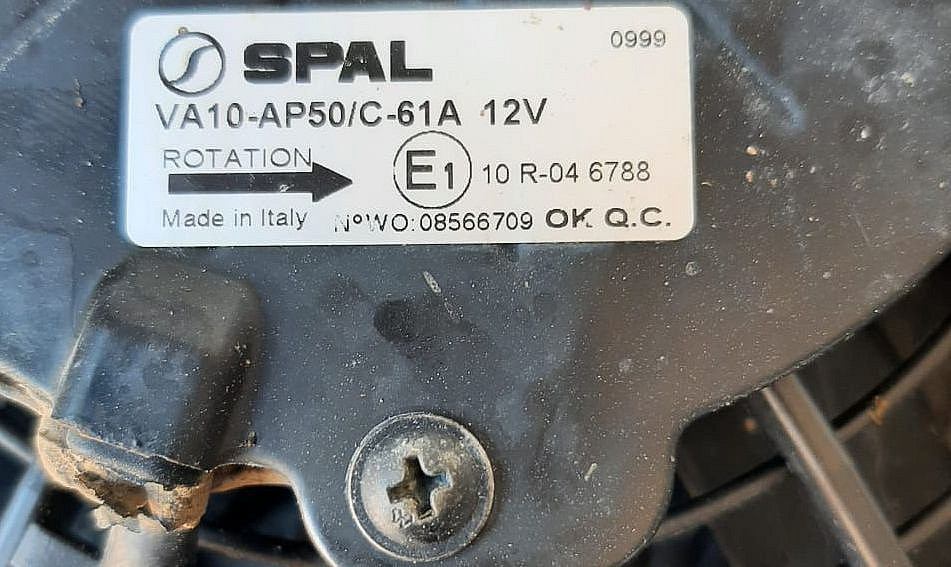 SPAL 0999
VA10-AP50/C-61A 12V
ROTATION
E1 10 R-04 6788
Made in Italy N°WO:08566709 OK Q.C.